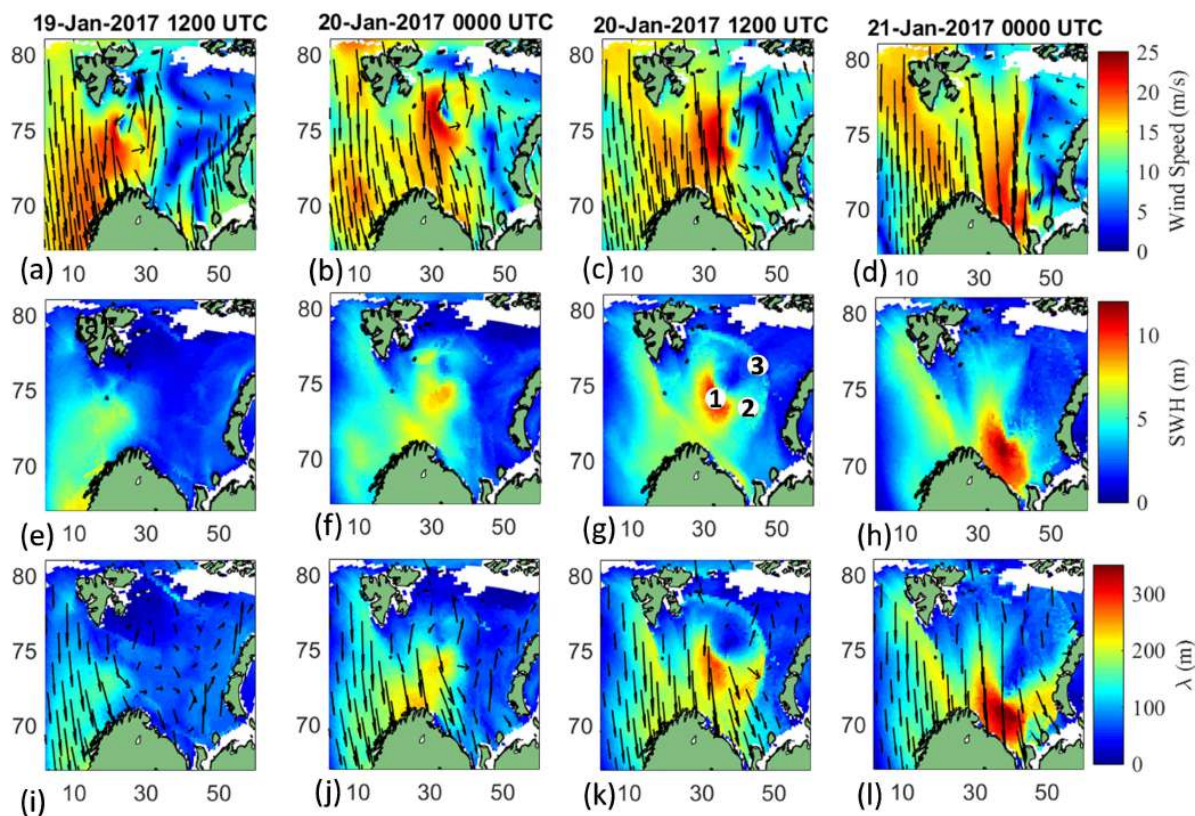 19-Jan-2017 1200 UTC 20-Jan-2017 0000 UTC 20-Jan-2017 1200 UTC 21-Jan-2017 0000 UTC
80 80 80 80 25
20
75 75 75 75 15
10
70 70 70 70 5
0
Wind Speed (m/s)
(a) 10 30 50 (b) 10 30 50 (c) 10 30 50 (d) 10 30 50
80 80 80 80
10
3
75 75 75 75
1 2
5
70 70 70 70
0
SWH (m)
(e) 10 30 50 (f) 10 30 50 (g) 10 30 50 (h) 10 30 50
80 80 80 80
300
75 75 75 75 200
100
70 70 70 70
0
λ (m)
(i) 10 30 50 (j) 10 30 50 (k) 10 30 50 (l) 10 30 50